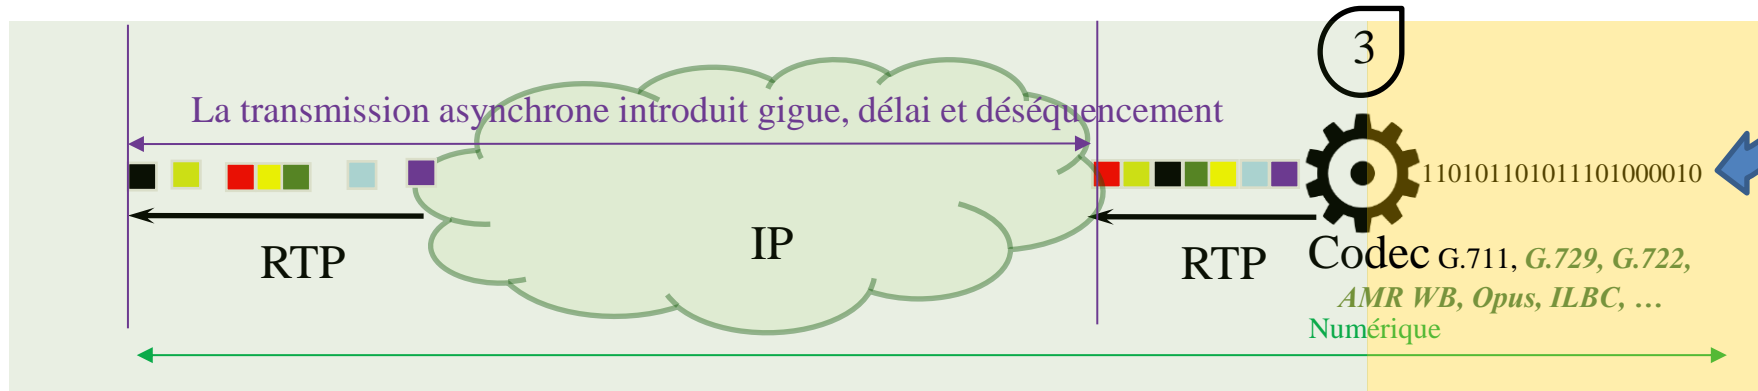 3
La transmission asynchrone introduit gigue, délai et déséquencement
110101101011101000010
RTP
IP
RTP
Codec G.711, G.729, G.722,
AMR WB, Opus, ILBC, …
Numérique